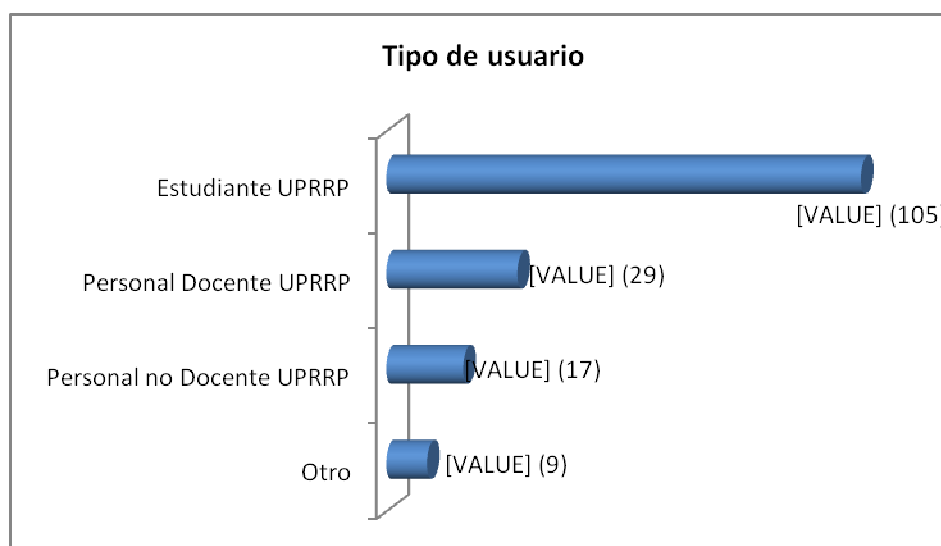 Tipo de usuario
Estudiante UPRRP
[VALUE] (105)
Personal Docente UPRRP
[VALUE] (29)
Personal no Docente UPRRP
[VALUE] (17)
Otro
[VALUE] (9)